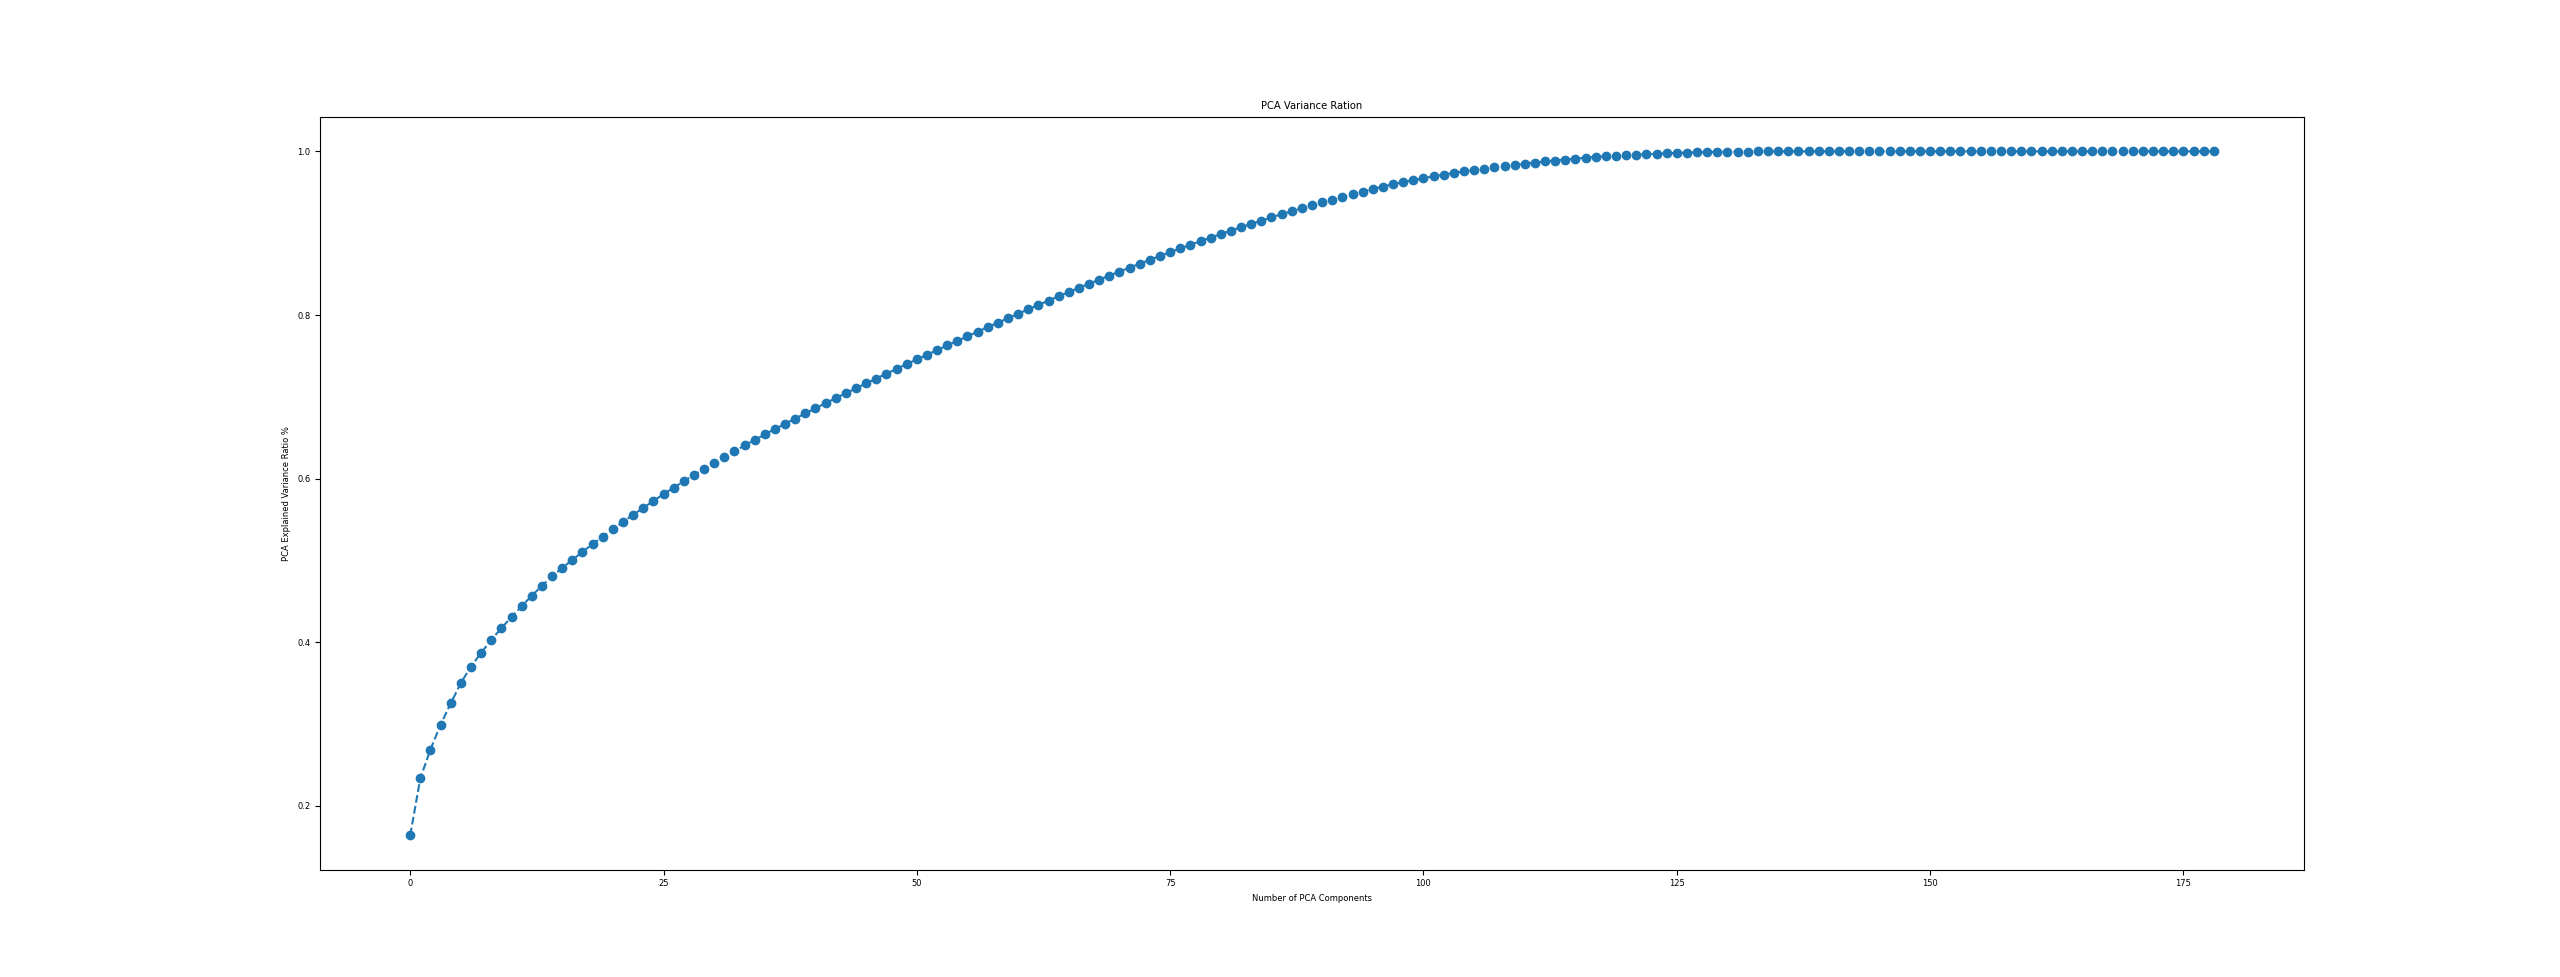 PCA Variance Ration
1.0
0.8
0.6
0.4
0.2
PCA Explained Variance Ratio %
0 25 50 75 100 125 150 175
Number of PCA Components